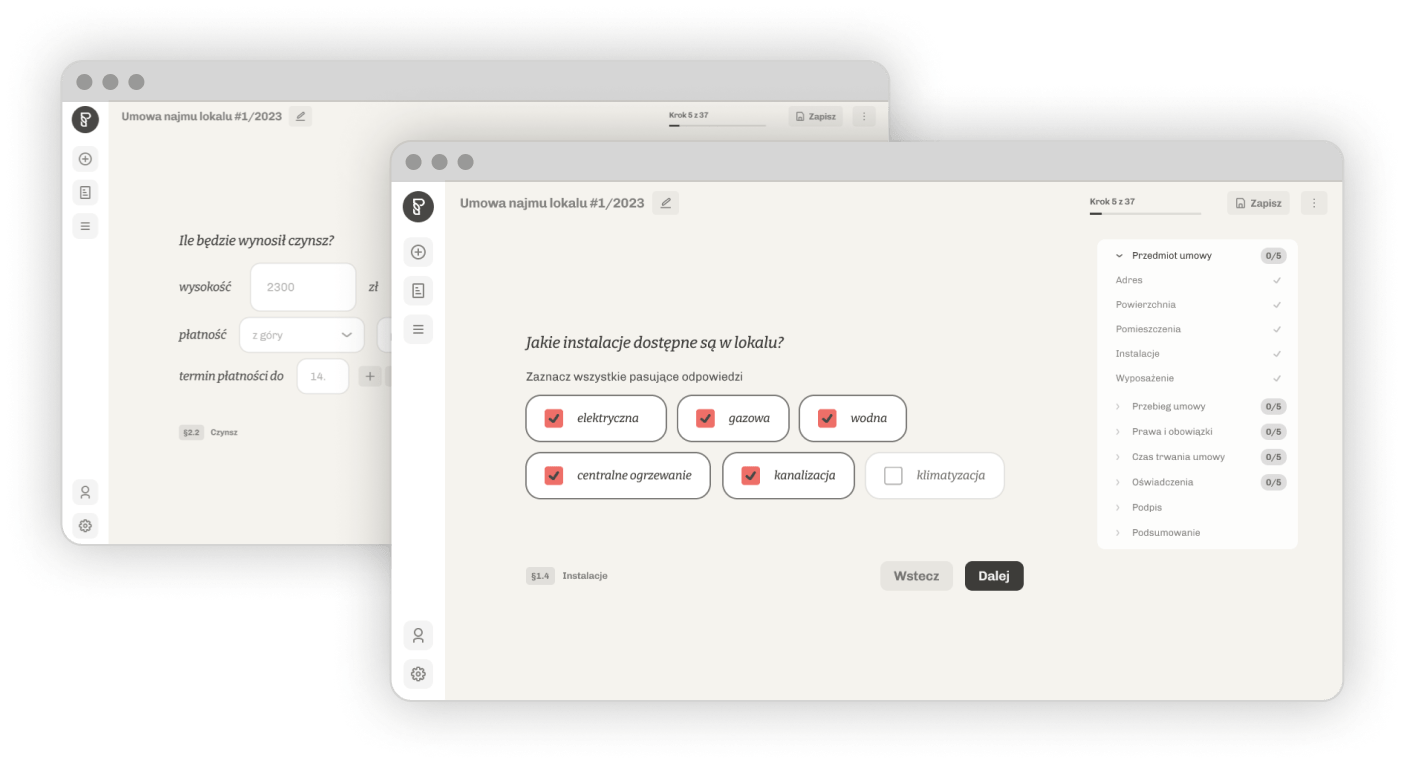 Umowa najmu lokalu #1/2023
Krok 5 z 37
Zapisz
Ile będzie wynosił czynsz?
wysokość 2300 zł
płatność z góry
termin płatności do 14. +
§2.2 Czynsz
Umowa najmu lokalu #1/2023
Krok 5 z 37
Zapisz
Jakie instalacje dostępne są w lokalu?
Zaznacz wszystkie pasujące odpowiedzi
elektryczna gazowa wodna
centralne ogrzewanie kanalizacja klimatyzacja
§1.4 Instalacje
Wstecz Dalej
Przedmiot umowy 0/5
Adres
Powierzchnia
Pomieszczenia
Instalacje
Wyposażenie
Przebieg umowy 0/5
Prawa i obowiązki 0/5
Czas trwania umowy 0/5
Oświadczenia 0/5
Podpis
Podsumowanie